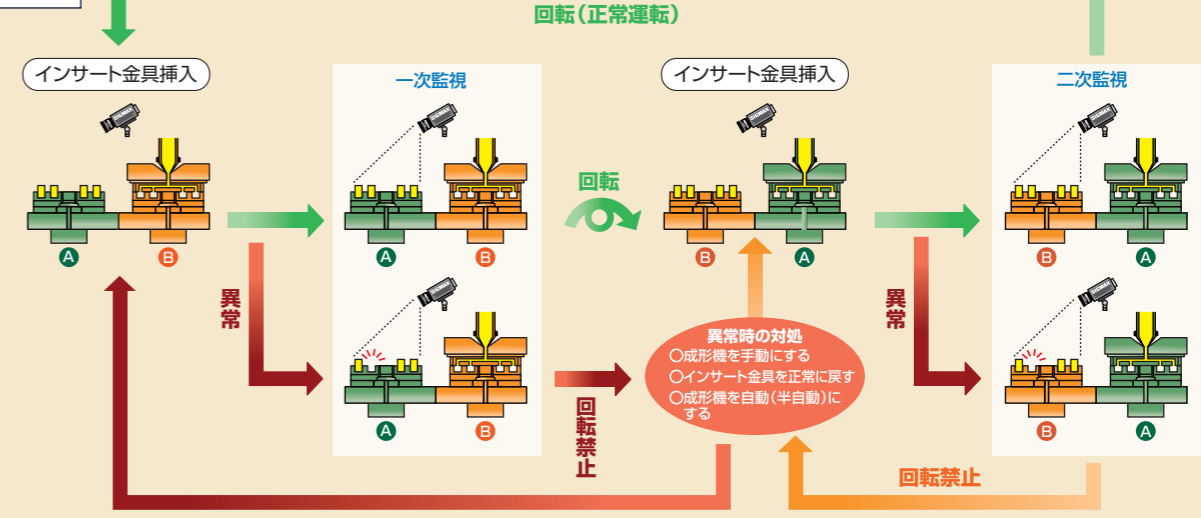 回転(正常運転)
インサート金具挿入
一次監視
インサート金具挿入
二次監視
回転
A
B
A
B
B
A
B
A
異常
異常
異常時の対処
○成形機を手動にする
○インサート金具を正常に戻す
○成形機を自動(半自動)に
する
A
B
B
A
回転禁止
回転禁止